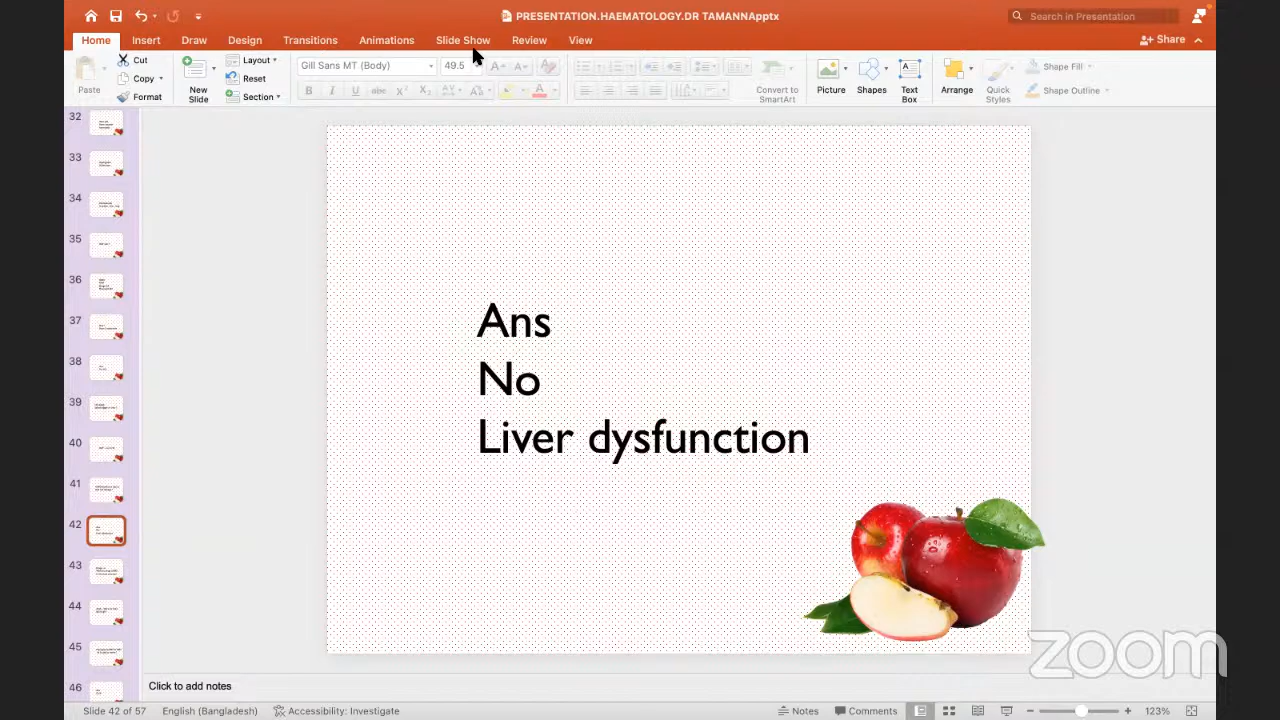 PRESENTATION.HAEMATOLOGY.DR TAMANNApptx
Search in Presentation
Home Insert Draw Design Transitions Animations Slide Show Review View
Share
Paste
Cut
Copy
Format
New Slide
Layout
Reset
Section
Gill Sans MT (Body) 49.5
Convert to SmartArt
Picture
Shapes
Text Box
Arrange
Quick Styles
Shape Fill
Shape Outline
32
33
34
35
36
37
38
39
40
41
42
43
44
45
46
Ans
No
Liver dysfunction
zoom
Click to add notes
Slide 42 of 57 English (Bangladesh) Accessibility: Investigate Notes Comments 123%